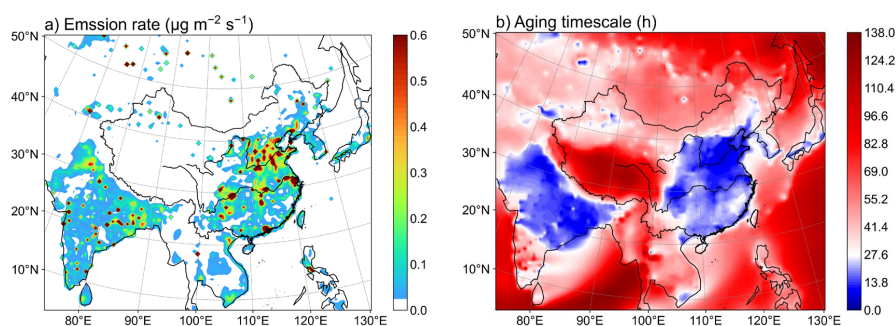 a) Emssion rate (µg m⁻² s⁻¹)
50°N
40°N
30°N
20°N
10°N
80°E 90°E 100°E 110°E 120°E 130°E
0.6
0.5
0.4
0.3
0.2
0.1
0.0
b) Aging timescale (h)
50°N
40°N
30°N
20°N
10°N
80°E 90°E 100°E 110°E 120°E 130°E
138.0
124.2
110.4
96.6
82.8
69.0
55.2
41.4
27.6
13.8
0.0